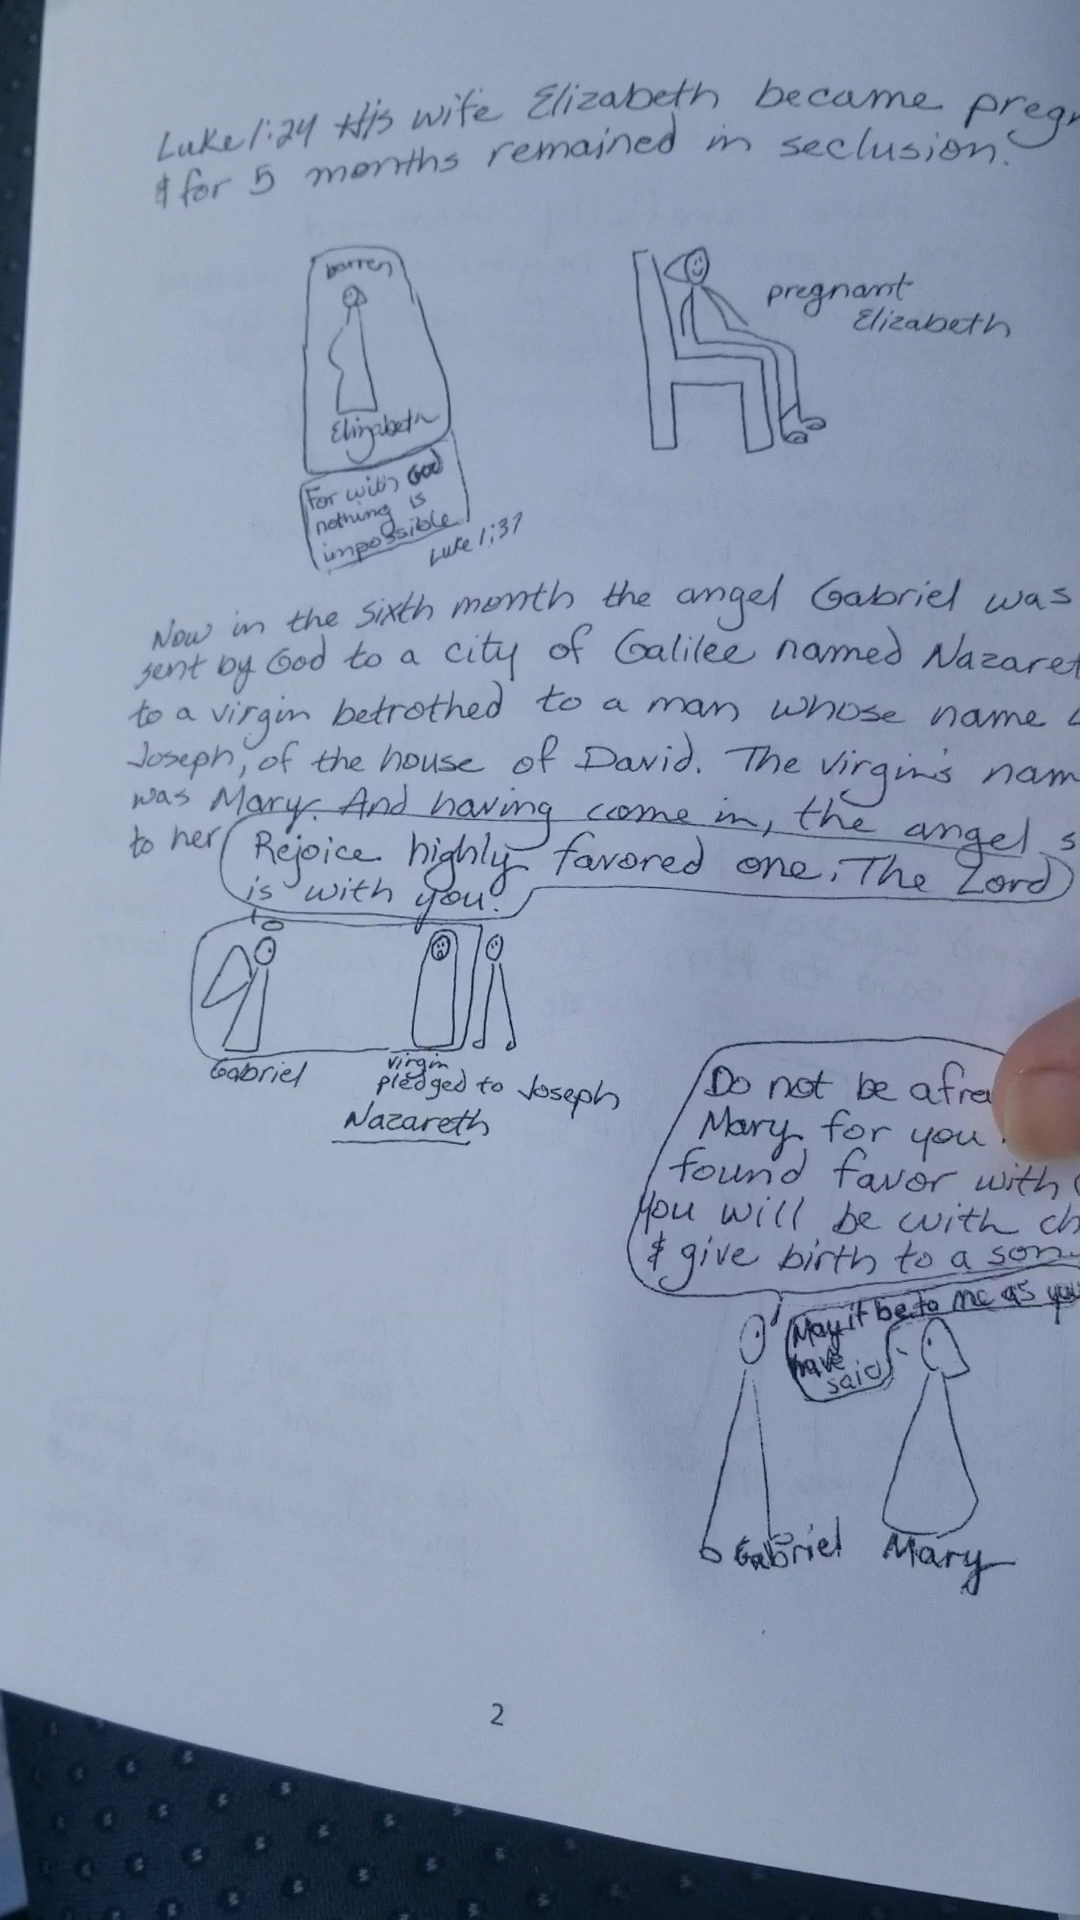 Luke 1:24 His wife Elizabeth became pregn
& for 5 months remained in seclusion.
barren
Elizabeth
pregnant
Elizabeth
For with God
nothing is
impossible
Luke 1:37
Now in the sixth month the angel Gabriel was
sent by God to a city of Galilee named Nazaret
to a virgin betrothed to a man whose name
Joseph, of the house of David. The virgin's nam
was Mary. And having come in, the angel s
to her Rejoice highly favored one. The Lord
is with you.
Gabriel
virgin
pledged to Joseph
Nazareth
Do not be afra
Mary for you
found favor with
You will be with ch
& give birth to a son
May it be to me as you
have
said
Gabriel Mary
2